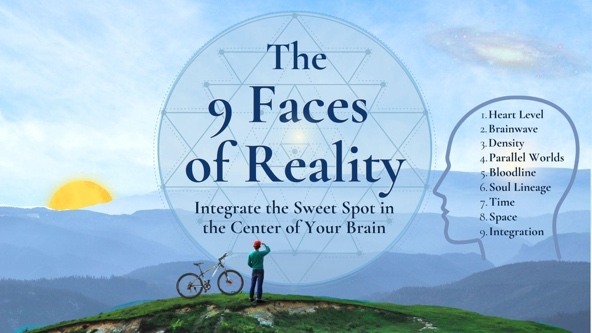 The
9 Faces
of Reality
Integrate the Sweet Spot in
the Center of Your Brain
1. Heart Level
2. Brainwave
3. Density
4. Parallel Worlds
5. Bloodline
6. Soul Lineage
7. Time
8. Space
9. Integration